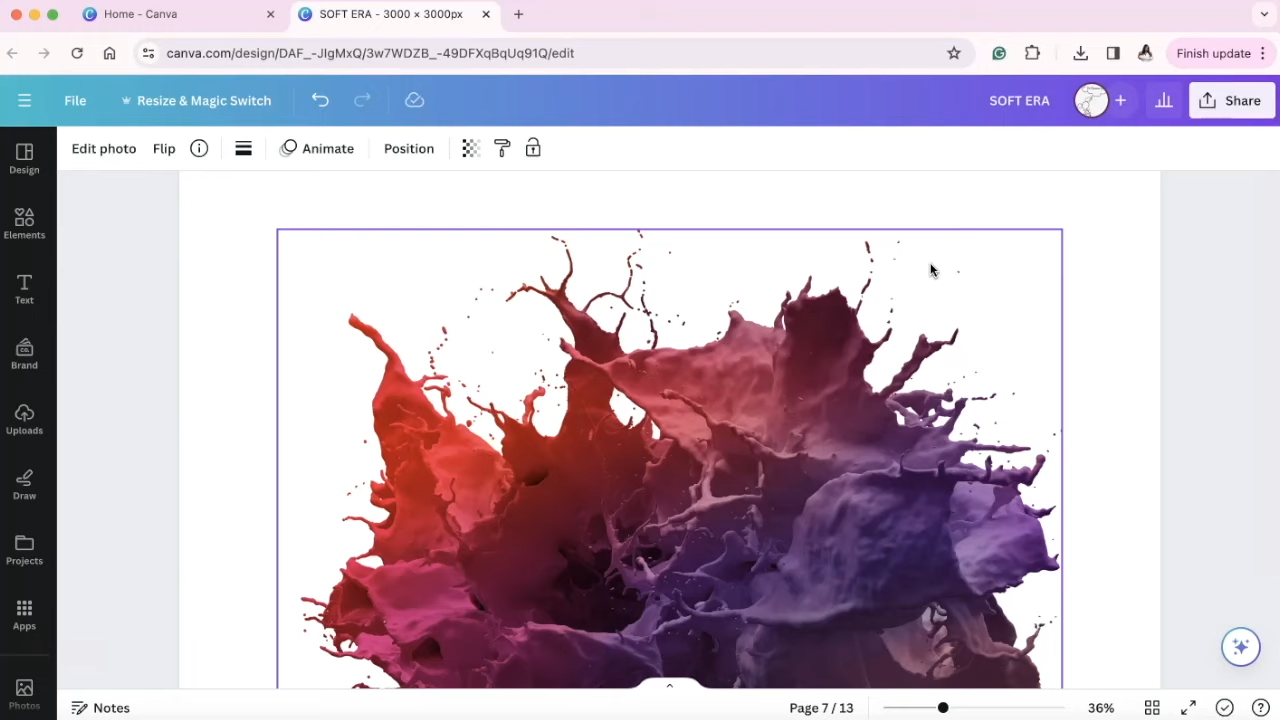 Home - Canva
SOFT ERA - 3000 × 3000px
canva.com/design/DAF_-JIgMxQ/3w7WDZB_-49DFXqBqUq91Q/edit
Finish update
File
Resize & Magic Switch
SOFT ERA
Share
Edit photo
Flip
Animate
Position
Design
Elements
Text
Brand
Uploads
Draw
Projects
Apps
Photos
Notes
Page 7 / 13
36%